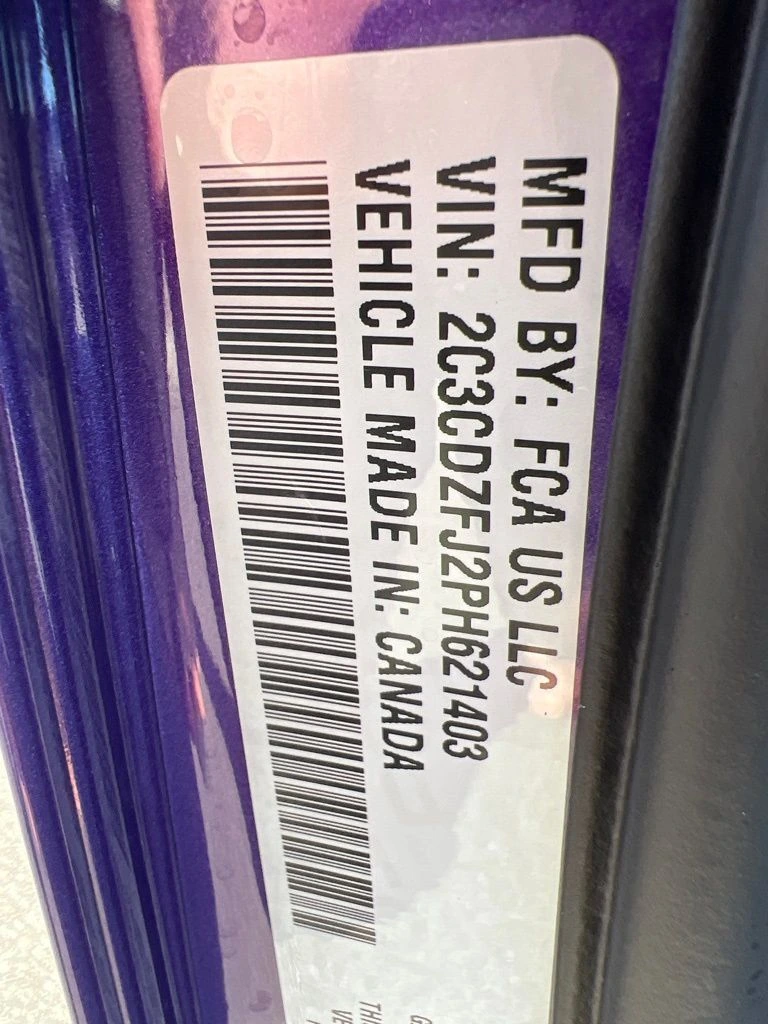 MFD BY: FCA US LLC
VIN: 2C3CDZFJ2PH621403
VEHICLE MADE IN: CANADA